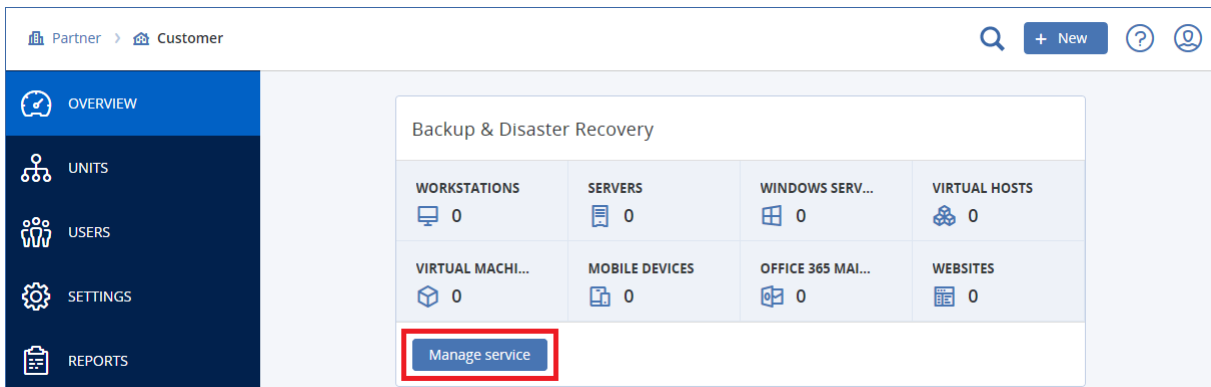 Partner > Customer
+ New
?
OVERVIEW
UNITS
USERS
SETTINGS
REPORTS
Backup & Disaster Recovery
WORKSTATIONS SERVERS WINDOWS SERV... VIRTUAL HOSTS
0 0 0 0
VIRTUAL MACHI... MOBILE DEVICES OFFICE 365 MAI... WEBSITES
0 0 0 0
Manage service